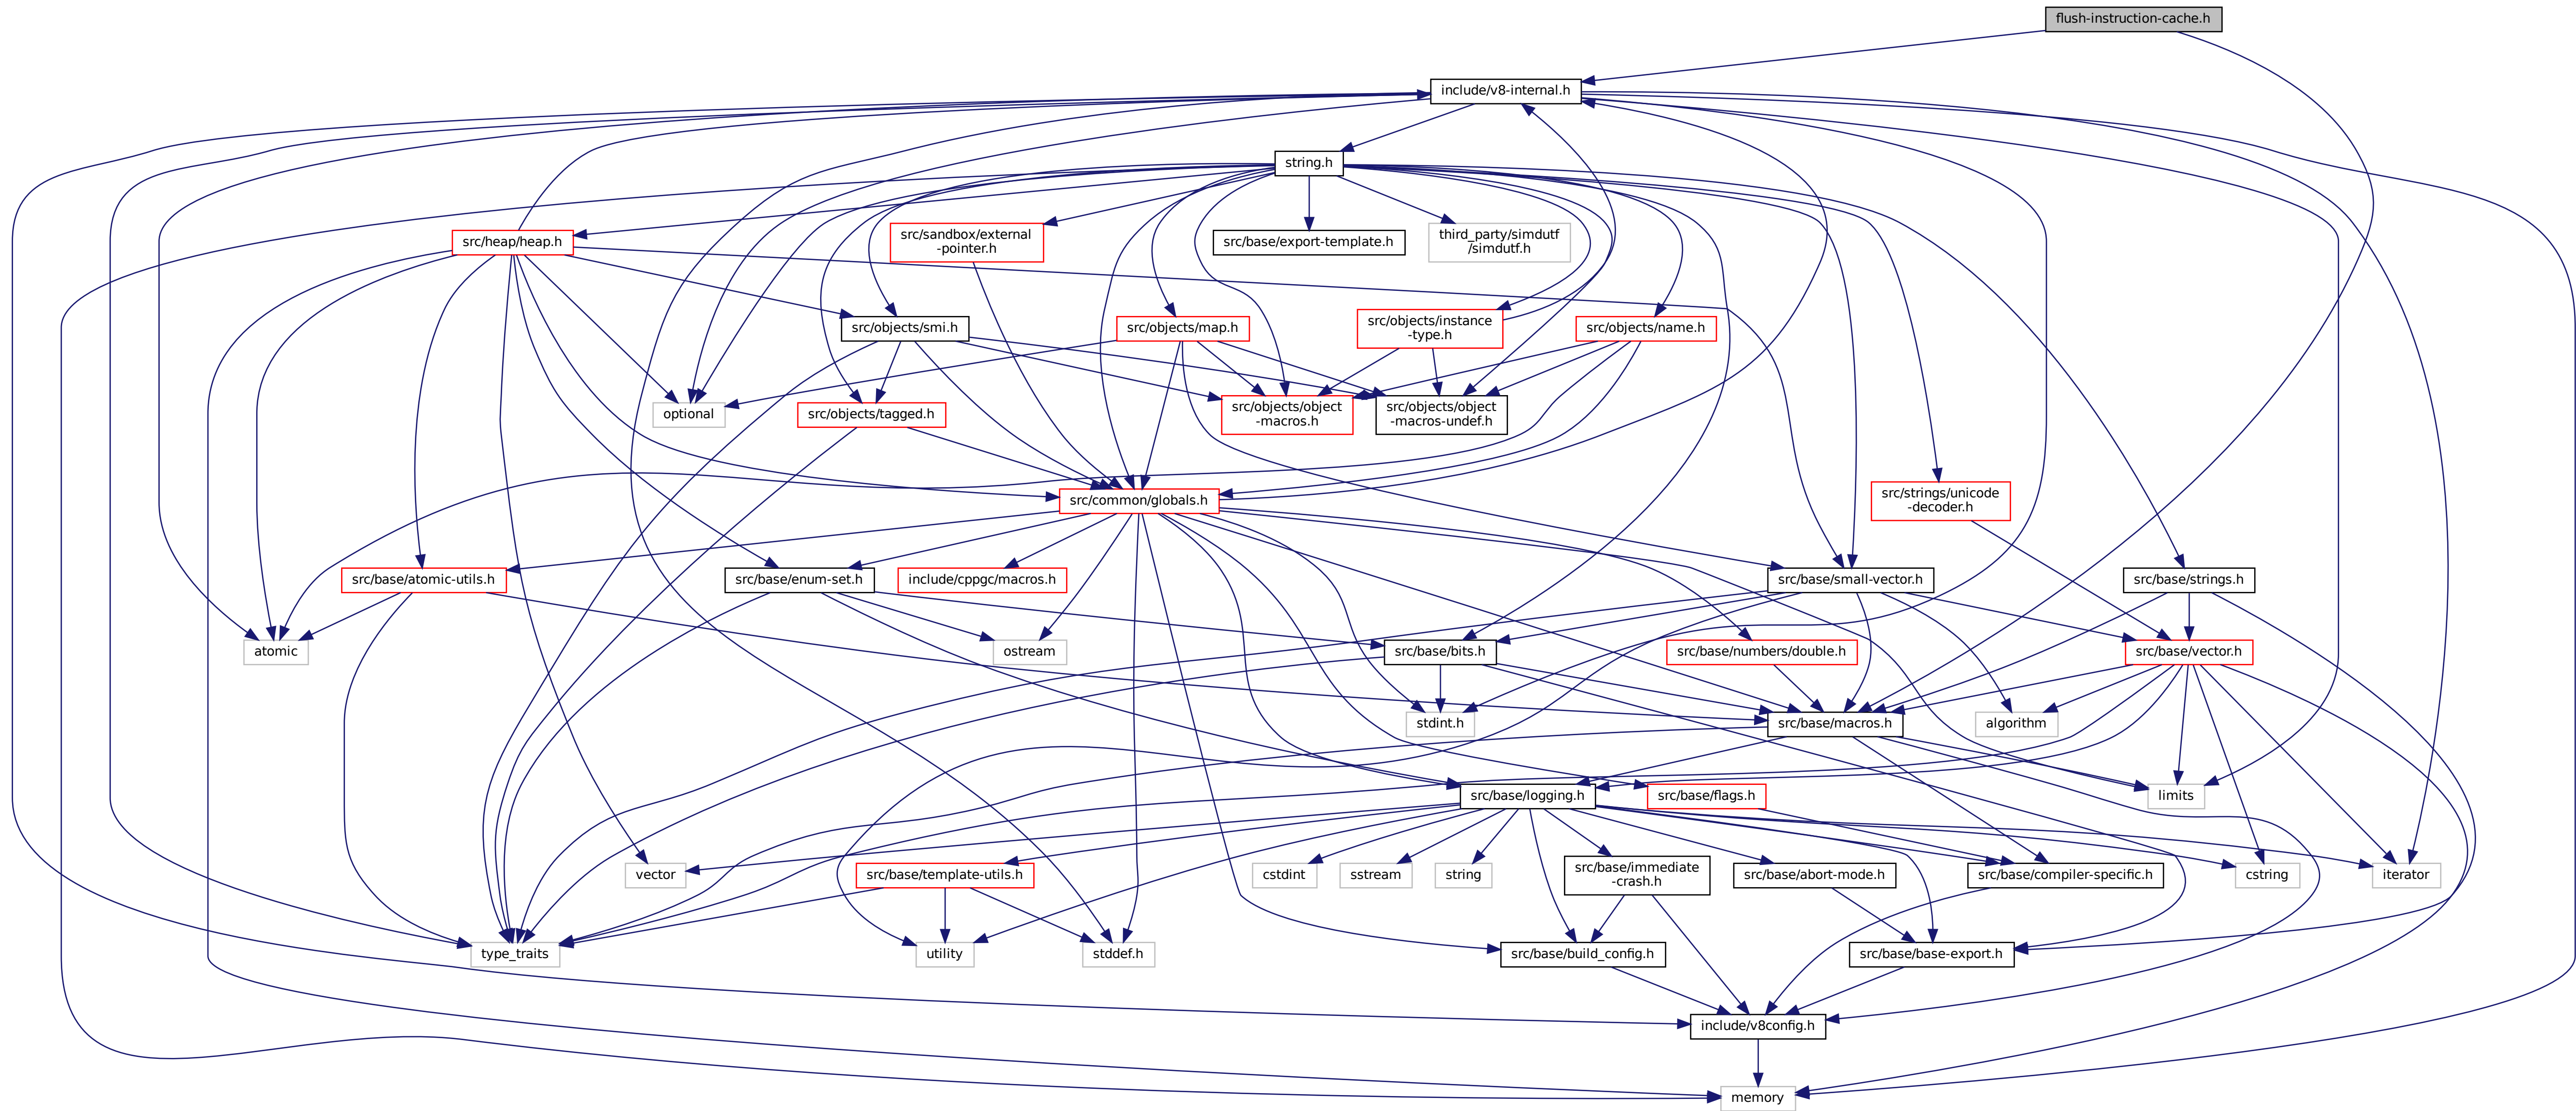 flush-instruction-cache.h
include/v8-internal.h
string.h
src/heap/heap.h
src/sandbox/external
-pointer.h
src/base/export-template.h
third_party/simdutf
/simdutf.h
src/objects/smi.h
src/objects/map.h
src/objects/instance
-type.h
src/objects/name.h
optional
src/objects/tagged.h
src/objects/object
-macros.h
src/objects/object
-macros-undef.h
src/common/globals.h
src/strings/unicode
-decoder.h
src/base/atomic-utils.h
src/base/enum-set.h
include/cppgc/macros.h
src/base/small-vector.h
src/base/strings.h
atomic
ostream
src/base/bits.h
src/base/numbers/double.h
src/base/vector.h
stdint.h
src/base/macros.h
algorithm
src/base/logging.h
src/base/flags.h
limits
vector
src/base/template-utils.h
cstdint
sstream
string
src/base/immediate
-crash.h
src/base/abort-mode.h
src/base/compiler-specific.h
cstring
iterator
type_traits
utility
stddef.h
src/base/build_config.h
src/base/base-export.h
include/v8config.h
memory